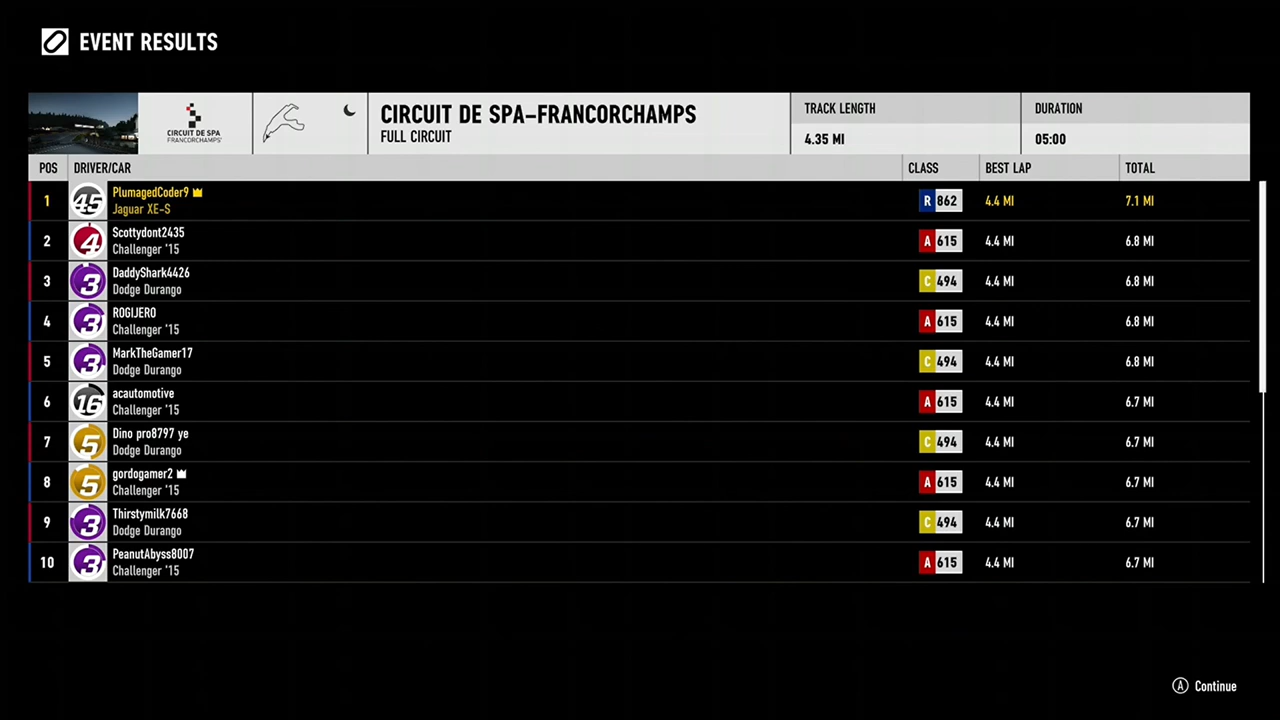 EVENT RESULTS
CIRCUIT DE SPA
FRANCORCHAMPS
CIRCUIT DE SPA-FRANCORCHAMPS
FULL CIRCUIT
TRACK LENGTH
4.35 MI
DURATION
05:00
POS DRIVER/CAR CLASS BEST LAP TOTAL
1 45 PlumagedCoder9 R 862 4.4 MI 7.1 MI
Jaguar XE-S
2 4 Scottydont2435 A 615 4.4 MI 6.8 MI
Challenger '15
3 3 DaddyShark4426 C 494 4.4 MI 6.8 MI
Dodge Durango
4 3 ROGIJERO A 615 4.4 MI 6.8 MI
Challenger '15
5 3 MarkTheGamer17 C 494 4.4 MI 6.8 MI
Dodge Durango
6 16 acautomotive A 615 4.4 MI 6.7 MI
Challenger '15
7 5 Dino pro8797 ye C 494 4.4 MI 6.7 MI
Dodge Durango
8 5 gordogamer2 A 615 4.4 MI 6.7 MI
Challenger '15
9 3 Thirstymilk7668 C 494 4.4 MI 6.7 MI
Dodge Durango
10 3 PeanutAbyss8007 A 615 4.4 MI 6.7 MI
Challenger '15
A Continue